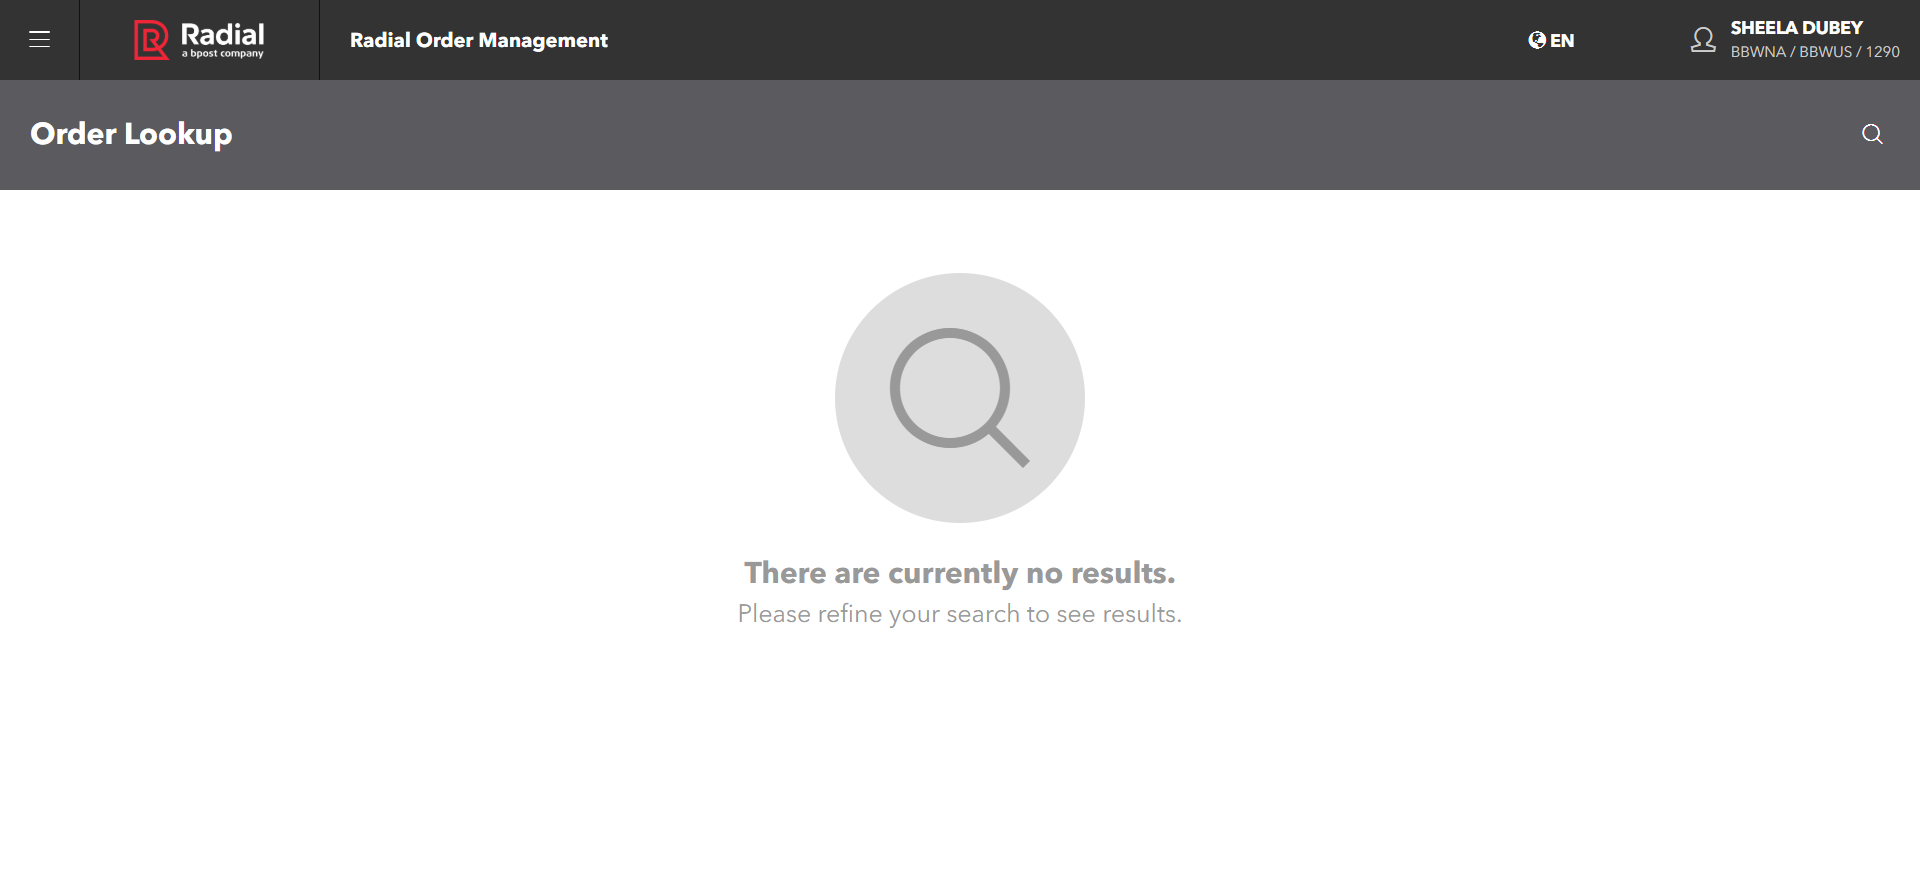 Radial
a bpost company
Radial Order Management
EN
SHEELA DUBEY
BBWNA / BBWUS / 1290
Order Lookup
There are currently no results.
Please refine your search to see results.